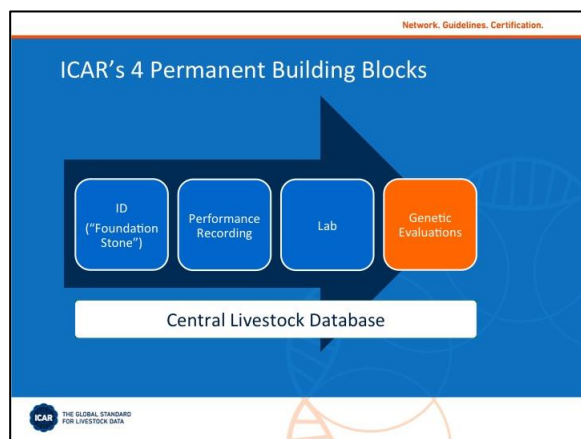 Network. Guidelines. Certification.
ICAR's 4 Permanent Building Blocks
ID
("Foundation
Stone")
Performance
Recording
Lab
Genetic
Evaluations
Central Livestock Database
ICAR
THE GLOBAL STANDARD
FOR LIVESTOCK DATA